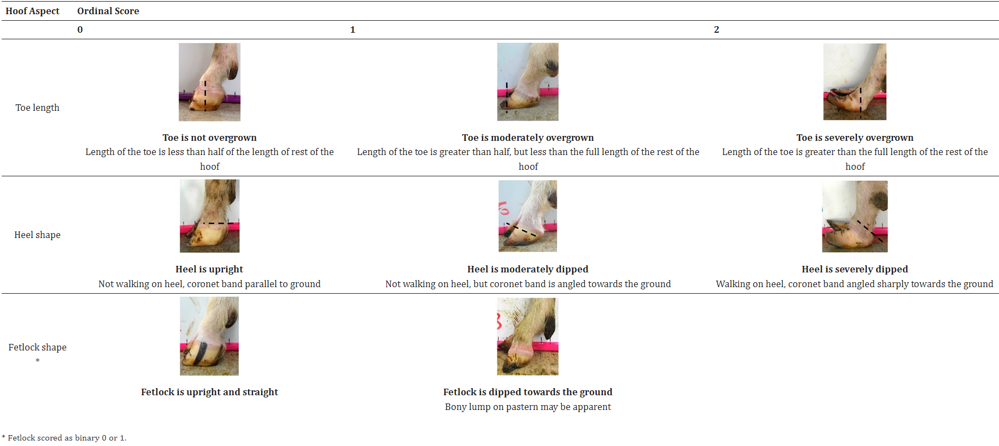 Hoof Aspect Ordinal Score
0 1 2
Toe length
Toe is not overgrown
Length of the toe is less than half of the length of rest of the
hoof
Toe is moderately overgrown
Length of the toe is greater than half, but less than the full length of the rest of the
hoof
Toe is severely overgrown
Length of the toe is greater than the full length of the rest of the
hoof
Heel shape
Heel is upright
Not walking on heel, coronet band parallel to ground
Heel is moderately dipped
Not walking on heel, but coronet band is angled towards the ground
Heel is severely dipped
Walking on heel, coronet band angled sharply towards the ground
Fetlock shape
*
Fetlock is upright and straight
Fetlock is dipped towards the ground
Bony lump on pastern may be apparent
* Fetlock scored as binary 0 or 1.